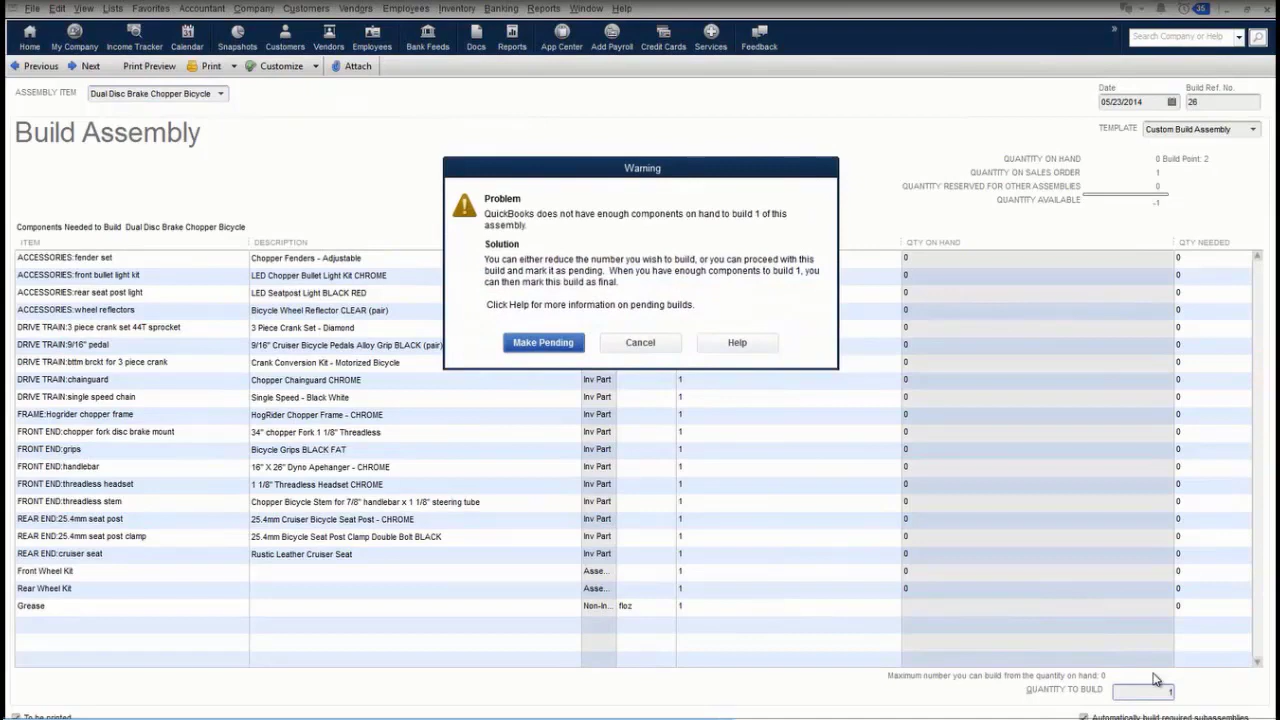 File Edit View Lists Favorites Accountant Company Customers Vendors Employees Inventory Banking Reports Window Help 35
Home My Company Income Tracker Calendar Snapshots Customers Vendors Employees Bank Feeds Docs Reports App Center Add Payroll Credit Cards Services Feedback » Search Company or Help
Previous Next Print Preview Print Customize Attach
ASSEMBLY ITEM Dual Disc Brake Chopper Bicycle
Date Build Ref. No.
05/23/2014 26
Build Assembly
TEMPLATE Custom Build Assembly
QUANTITY ON HAND 0 Build Point: 2
QUANTITY ON SALES ORDER 1
QUANTITY RESERVED FOR OTHER ASSEMBLIES 0
QUANTITY AVAILABLE -1
Warning
Problem
QuickBooks does not have enough components on hand to build 1 of this
assembly.
Solution
You can either reduce the number you wish to build, or you can proceed with this
build and mark it as pending. When you have enough components to build 1, you
can then mark this build as final.
Click Help for more information on pending builds.
Make Pending Cancel Help
Components Needed to Build Dual Disc Brake Chopper Bicycle
ITEM DESCRIPTION QTY ON HAND QTY NEEDED
ACCESSORIES:fender set Chopper Fenders - Adjustable 0 0
ACCESSORIES:front bullet light kit LED Chopper Bullet Light Kit CHROME 0 0
ACCESSORIES:rear seat post light LED Seatpost Light BLACK RED 0 0
ACCESSORIES:wheel reflectors Bicycle Wheel Reflector CLEAR (pair) 0 0
DRIVE TRAIN:3 piece crank set 44T sprocket 3 Piece Crank Set - Diamond 0 0
DRIVE TRAIN:9/16" pedal 9/16" Cruiser Bicycle Pedals Alloy Grip BLACK (pair) 0 0
DRIVE TRAIN:bttm brckt for 3 piece crank Crank Conversion Kit - Motorized Bicycle 0 0
DRIVE TRAIN:chainguard Chopper Chainguard CHROME Inv Part 1 0 0
DRIVE TRAIN:single speed chain Single Speed - Black White Inv Part 1 0 0
FRAME:Hogrider chopper frame HogRider Chopper Frame - CHROME Inv Part 1 0 0
FRONT END:chopper fork disc brake mount 34" chopper Fork 1 1/8" Threadless Inv Part 1 0 0
FRONT END:grips Bicycle Grips BLACK FAT Inv Part 1 0 0
FRONT END:handlebar 16" X 26" Dyno Apehanger - CHROME Inv Part 1 0 0
FRONT END:threadless headset 1 1/8" Threadless Headset CHROME Inv Part 1 0 0
FRONT END:threadless stem Chopper Bicycle Stem for 7/8" handlebar x 1 1/8" steering tube Inv Part 1 0 0
REAR END:25.4mm seat post 25.4mm Cruiser Bicycle Seat Post - CHROME Inv Part 1 0 0
REAR END:25.4mm seat post clamp 25.4mm Bicycle Seat Post Clamp Double Bolt BLACK Inv Part 1 0 0
REAR END:cruiser seat Rustic Leather Cruiser Seat Inv Part 1 0 0
Front Wheel Kit Asse... 1 0 0
Rear Wheel Kit Asse... 1 0 0
Grease Non-In... floz 1 0
Maximum number you can build from the quantity on hand: 0
QUANTITY TO BUILD 1
To be printed Automatically build required subassemblies